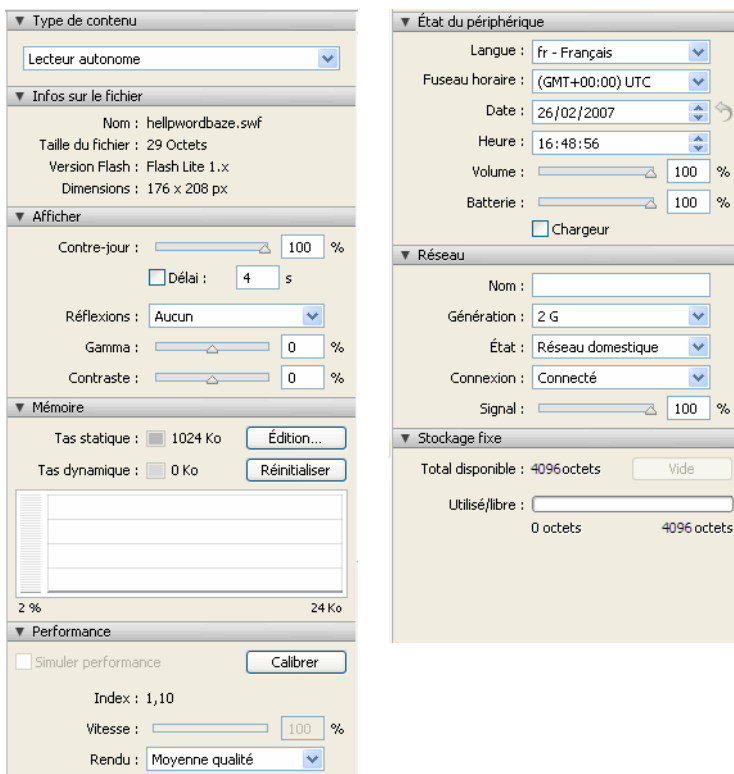 Type de contenu
Lecteur autonome
Infos sur le fichier
Nom : hellpwordbaze.swf
Taille du fichier : 29 Octets
Version Flash : Flash Lite 1.x
Dimensions : 176 x 208 px
Afficher
Contre-jour : 100 %
Délai : 4 s
Réflexions : Aucun
Gamma : 0 %
Contraste : 0 %
Mémoire
Tas statique : 1024 Ko Édition...
Tas dynamique : 0 Ko Réinitialiser
2 % 24 Ko
Performance
Simuler performance Calibrer
Index : 1,10
Vitesse : 100 %
Rendu : Moyenne qualité
État du périphérique
Langue : fr - Français
Fuseau horaire : (GMT+00:00) UTC
Date : 26/02/2007
Heure : 16:48:56
Volume : 100 %
Batterie : 100 %
Chargeur
Réseau
Nom :
Génération : 2 G
État : Réseau domestique
Connexion : Connecté
Signal : 100 %
Stockage fixe
Total disponible : 4096 octets Vide
Utilisé/libre :
0 octets 4096 octets